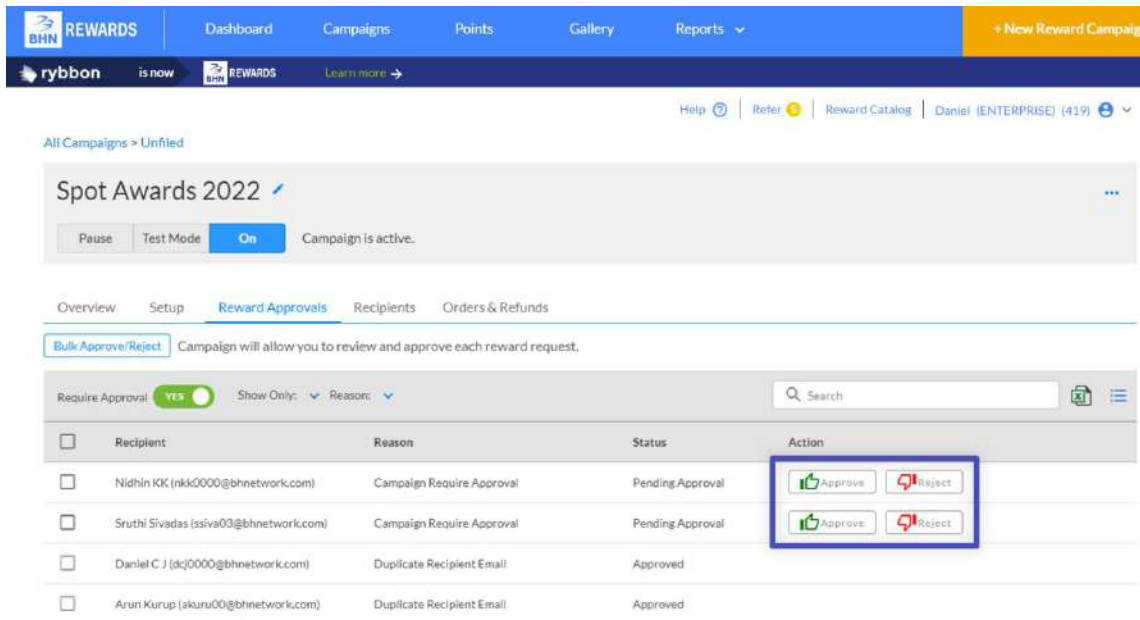 BHN REWARDS Dashboard Campaigns Points Gallery Reports +New Reward Campaig
rybbon is now BHN REWARDS Learn more →
Help Refer Reward Catalog Daniel (ENTERPRISE) (419)
All Campaigns > Unfiled
Spot Awards 2022
Pause Test Mode On Campaign is active.
Overview Setup Reward Approvals Recipients Orders & Refunds
Bulk Approve/Reject Campaign will allow you to review and approve each reward request.
Require Approval YES Show Only: Reason: Search
Recipient Reason Status Action
Nidhin KK (nkk0000@bhnetwork.com) Campaign Require Approval Pending Approval Approve Reject
Sruthi Sivadas (ssiva03@bhnetwork.com) Campaign Require Approval Pending Approval Approve Reject
Daniel C J (dcj0000@bhnetwork.com) Duplicate Recipient Email Approved
Arun Kurup (akuru00@bhnetwork.com) Duplicate Recipient Email Approved